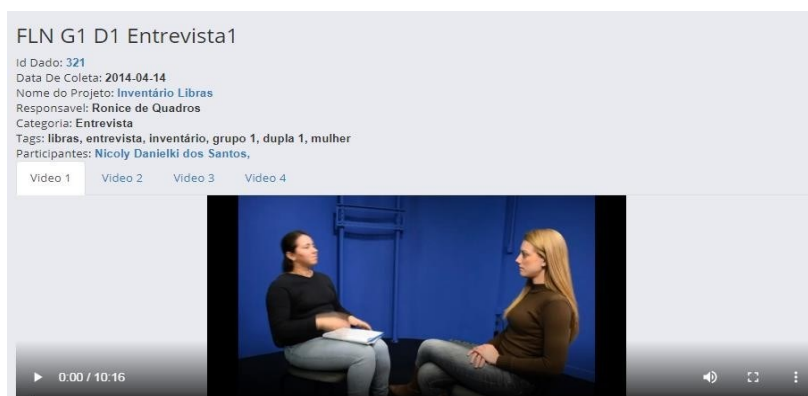 FLN G1 D1 Entrevista1
Id Dado: 321
Data De Coleta: 2014-04-14
Nome do Projeto: Inventário Libras
Responsavel: Ronice de Quadros
Categoria: Entrevista
Tags: libras, entrevista, inventário, grupo 1, dupla 1, mulher
Participantes: Nicoly Danielki dos Santos,
Video 1 Video 2 Video 3 Video 4
0:00 / 10:16